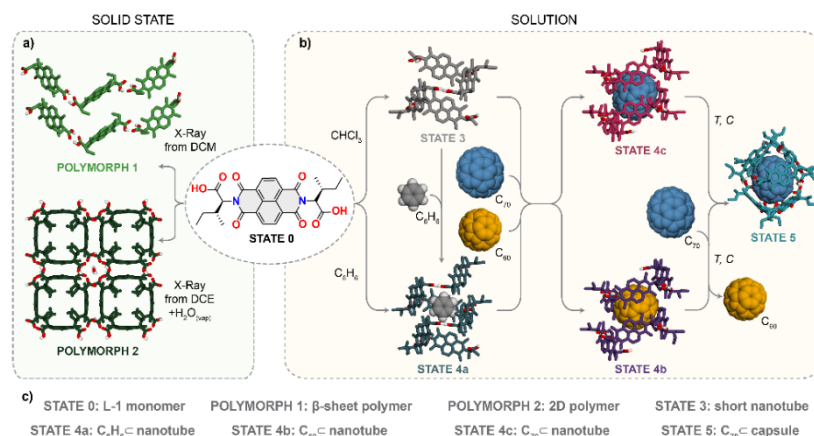 SOLID STATE
SOLUTION
a)
b)
X-Ray
from DCM
POLYMORPH 1
HO
O
O
O
N
N
O
O
O
OH
STATE 0
X-Ray
from DCE
+H₂O(vap)
POLYMORPH 2
CHCl₃
C₆H₆
STATE 3
C₆H₆
C₇₀
C₆₀
STATE 4a
STATE 4c
STATE 4b
T, C
C₇₀
T, C
STATE 5
C₆₀
c)
STATE 0: L-1 monomer
POLYMORPH 1: β-sheet polymer
POLYMORPH 2: 2D polymer
STATE 3: short nanotube
STATE 4a: C₆H₆⊂ nanotube
STATE 4b: C₆₀⊂ nanotube
STATE 4c: C₇₀⊂ nanotube
STATE 5: C₇₀⊂ capsule